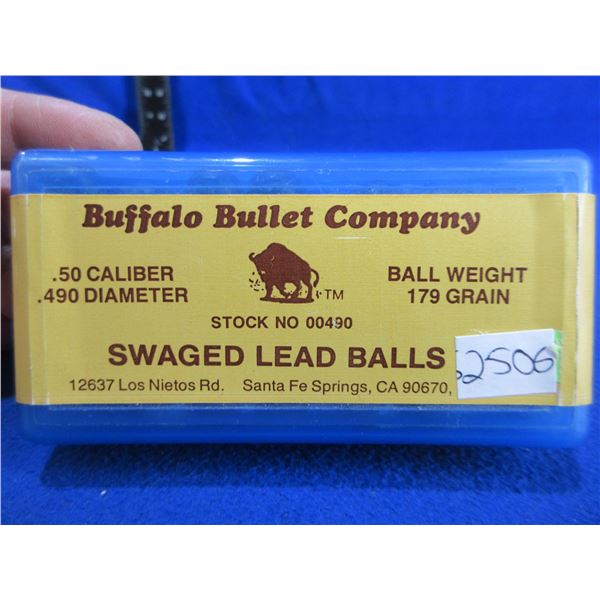 Buffalo Bullet Company
.50 CALIBER
.490 DIAMETER
TM
BALL WEIGHT
179 GRAIN
STOCK NO 00490
SWAGED LEAD BALLS
12637 Los Nietos Rd. Santa Fe Springs, CA 90670,
2506